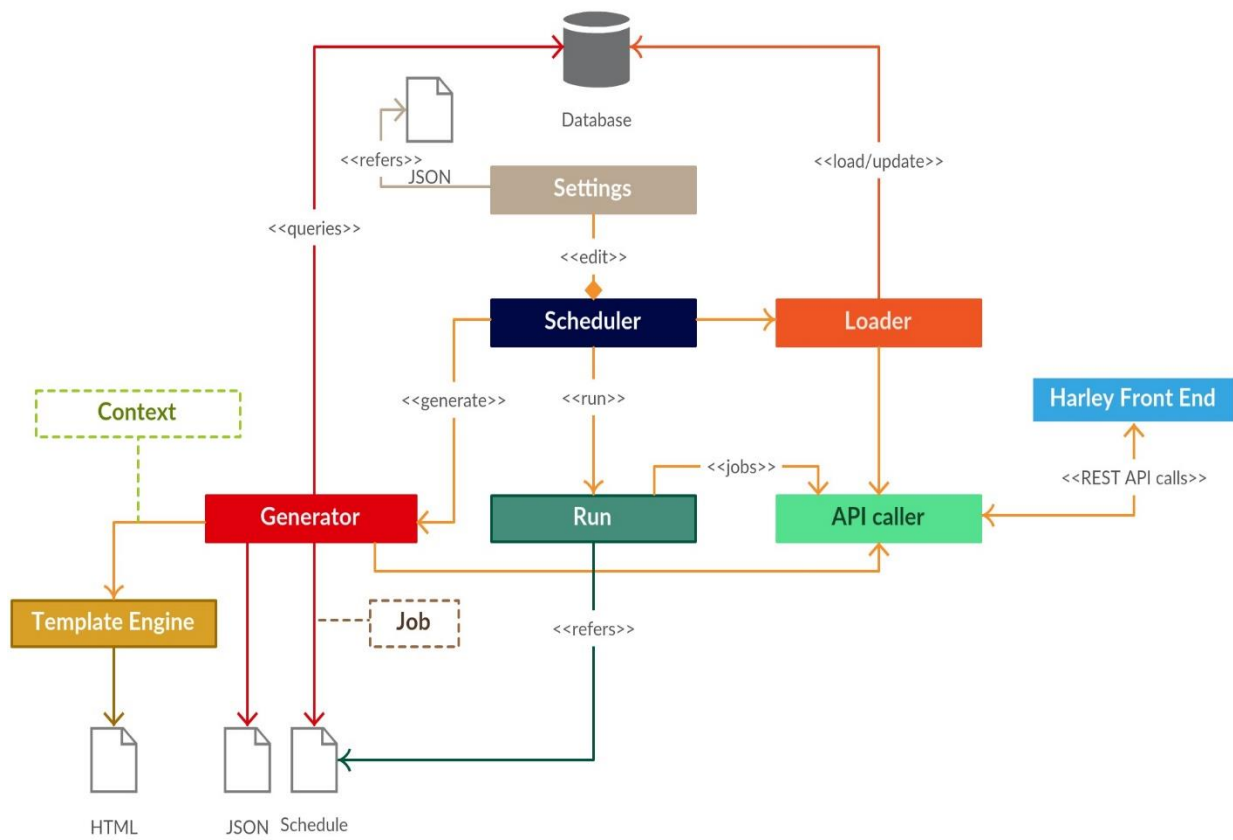 Database
<<refers>>
JSON
<<load/update>>
Settings
<<queries>>
<<edit>>
Scheduler
Loader
<<generate>>
<<run>>
Context
Harley Front End
<<jobs>>
<<REST API calls>>
Generator
Run
API caller
Template Engine
Job
<<refers>>
HTML
JSON
Schedule